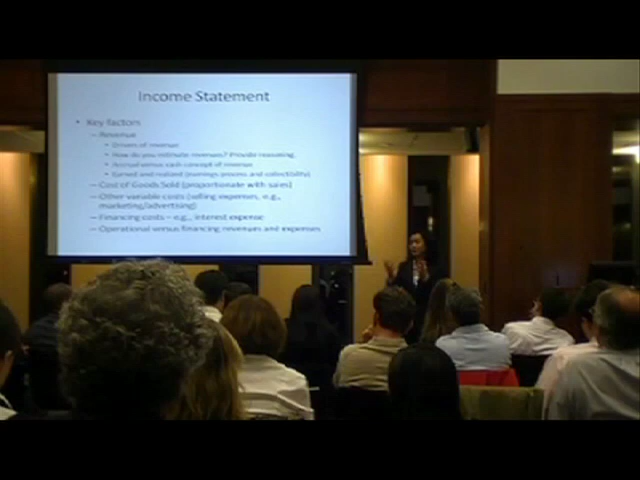 Income Statement
• Key factors
– Revenue
• Drivers of revenue
• How do you estimate revenues? Provide reasoning.
• Accrual versus cash concept of revenue
• Earned and realized (earnings process and collectibility)
– Cost of Goods Sold (proportionate with sales)
– Other variable costs (selling expenses, e.g.,
marketing/advertising)
– Financing costs – e.g., interest expense
– Operational versus financing revenues and expenses